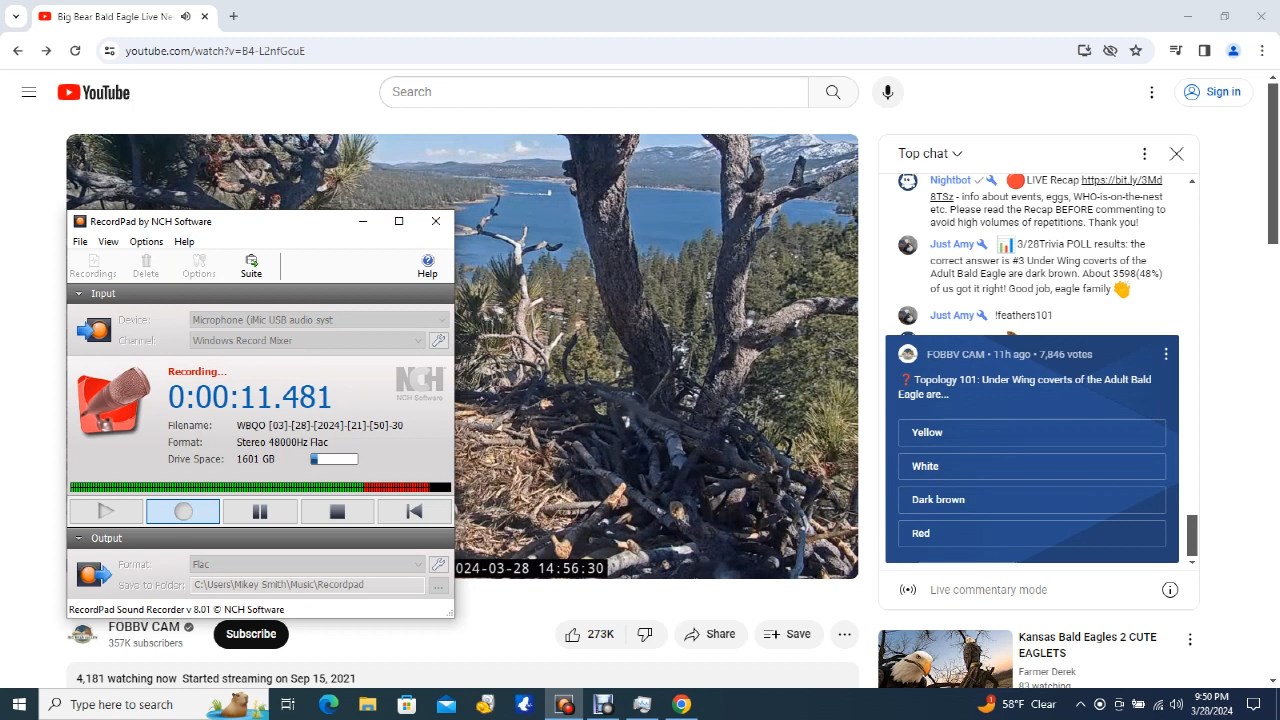 Big Bear Bald Eagle Live Ne
youtube.com/watch?v=B4-L2nfGcuE
YouTube
Search
Sign in
Top chat
Nightbot LIVE Recap https://bit.ly/3Md
8TSz - info about events, eggs, WHO-is-on-the-nest
etc. Please read the Recap BEFORE commenting to
avoid high volumes of repetitions. Thank you!
Just Amy 3/28Trivia POLL results: the
correct answer is #3 Under Wing coverts of the
Adult Bald Eagle are dark brown. About 3598(48%)
of us got it right! Good job, eagle family
Just Amy !feathers101
FOBBV CAM • 11h ago • 7,846 votes
❓Topology 101: Under Wing coverts of the Adult Bald
Eagle are...
Yellow
White
Dark brown
Red
Live commentary mode
RecordPad by NCH Software
File View Options Help
Recordings Delete Options Suite Help
Input
Device: Microphone (iMic USB audio syst
Channel: Windows Record Mixer
Recording...
0:00:11.481
NCH
NCH Software
Filename: WBQO [03]-[28]-[2024]-[21]-[50]-30
Format: Stereo 48000Hz Flac
Drive Space: 1601 GB
Output
Format: Flac
Save to Folder: C:\Users\Mikey Smith\Music\Recordpad
...
RecordPad Sound Recorder v 8.01 © NCH Software
024-03-28 14:56:30
FOBBV CAM
357K subscribers
Subscribe
273K
Share
Save
4,181 watching now Started streaming on Sep 15, 2021
Kansas Bald Eagles 2 CUTE
EAGLETS
Farmer Derek
83 watching
Type here to search
58°F Clear
9:50 PM
3/28/2024